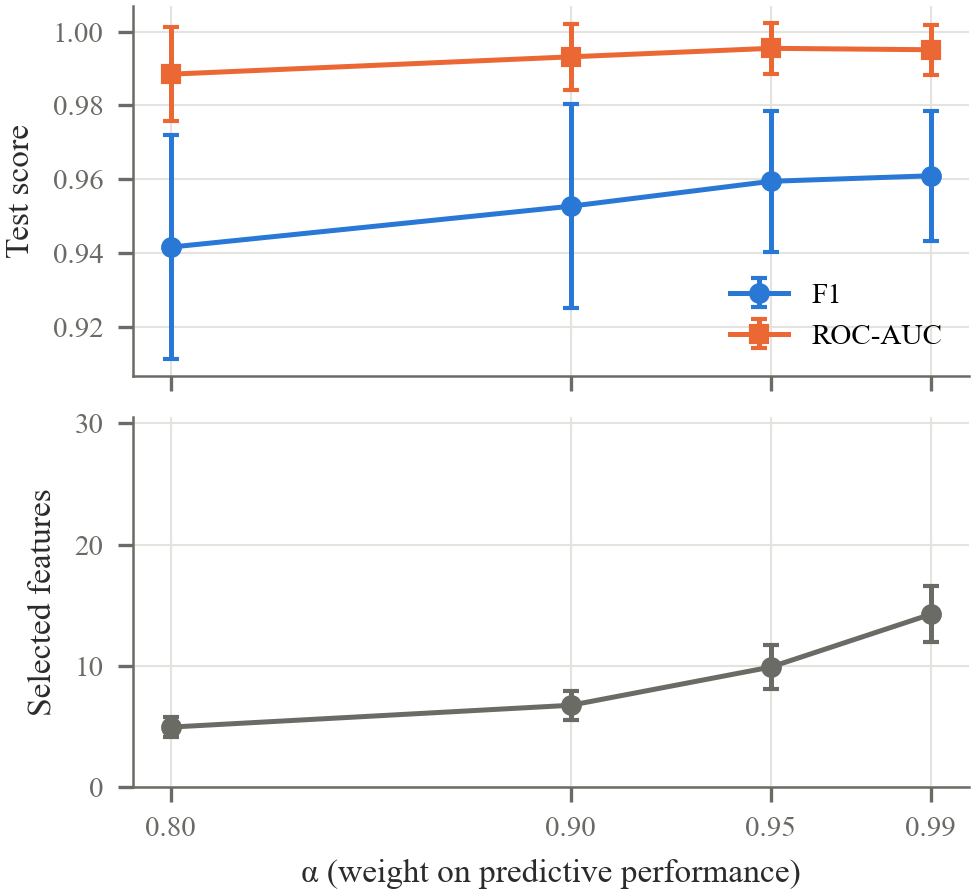 1.00
0.98
0.96
0.94
0.92
Test score
F1
ROC-AUC
30
20
10
0
Selected features
0.80 0.90 0.95 0.99
α (weight on predictive performance)